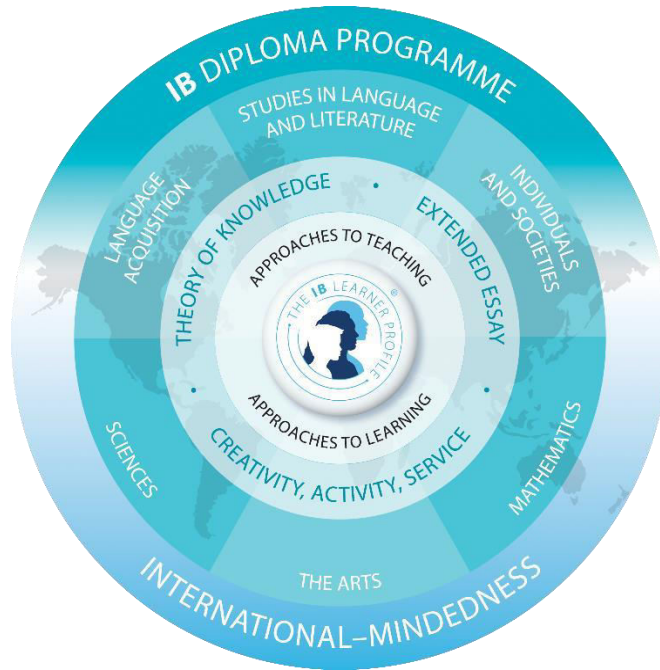 IB DIPLOMA PROGRAMME
STUDIES IN LANGUAGE
AND LITERATURE
LANGUAGE
ACQUISITION
INDIVIDUALS
AND SOCIETIES
THEORY OF KNOWLEDGE
•
EXTENDED ESSAY
•
APPROACHES TO TEACHING
THE IB LEARNER PROFILE
®
APPROACHES TO LEARNING
•
CREATIVITY, ACTIVITY, SERVICE
SCIENCES
MATHEMATICS
THE ARTS
INTERNATIONAL–MINDEDNESS